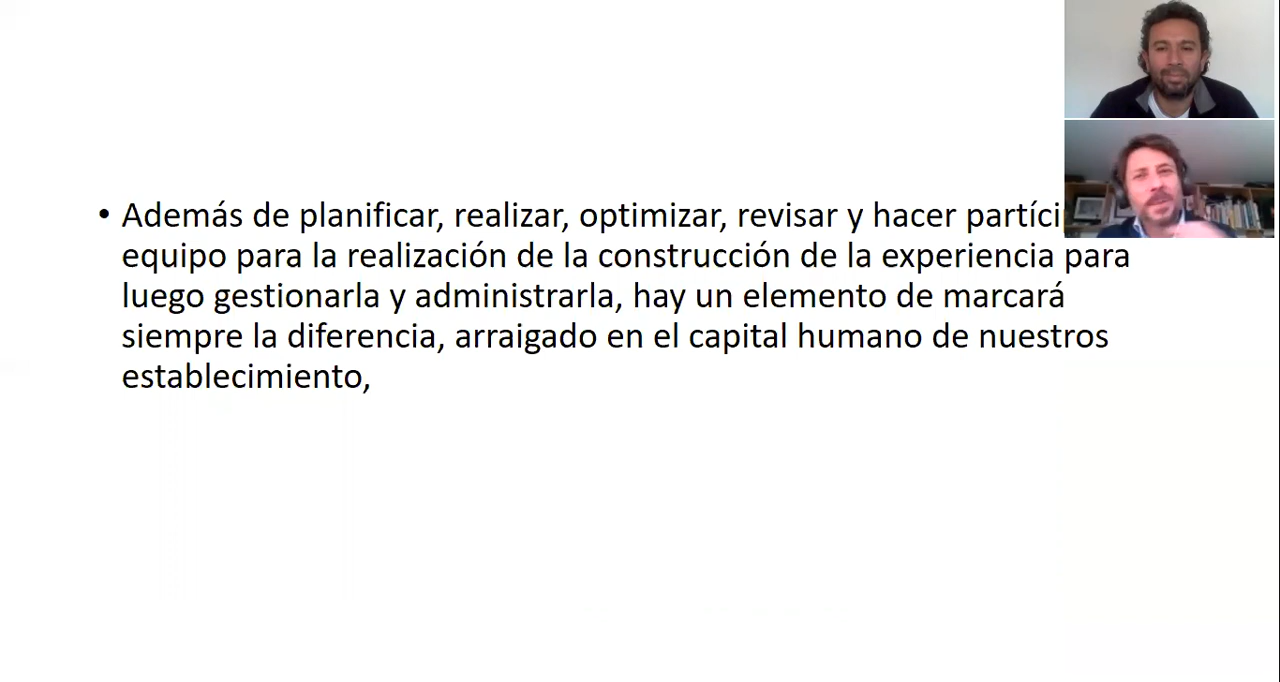 • Además de planificar, realizar, optimizar, revisar y hacer
equipo para la realización de la construcción de la experiencia para
luego gestionarla y administrarla, hay un elemento de marcará
siempre la diferencia, arraigado en el capital humano de nuestros
establecimiento,